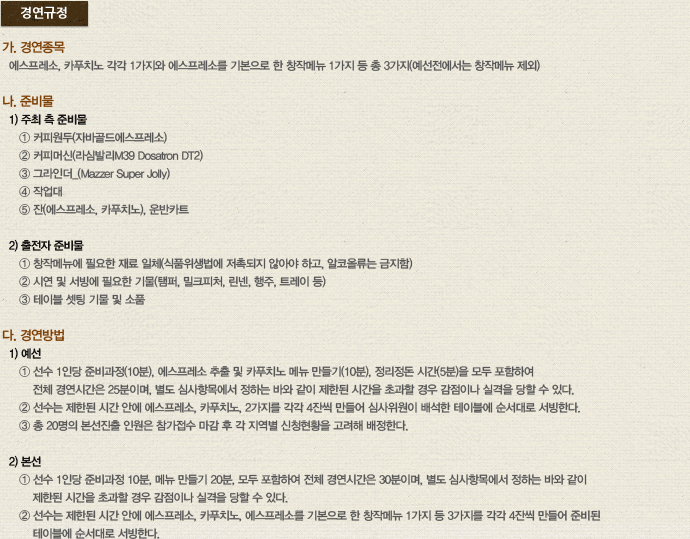 경연규정
가. 경연종목
에스프레소, 카푸치노 각각 1가지와 에스프레소를 기본으로 한 창작메뉴 1가지 등 총 3가지(예선전에서는 창작메뉴 제외)
나. 준비물
1) 주최 측 준비물
① 커피원두(자바골드에스프레소)
② 커피머신(라심발리M39 Dosatron DT2)
③ 그라인더_(Mazzer Super Jolly)
④ 작업대
⑤ 잔(에스프레소, 카푸치노), 운반카트
2) 출전자 준비물
① 창작메뉴에 필요한 재료 일체(식품위생법에 저촉되지 않아야 하고, 알코올류는 금지함)
② 시연 및 서빙에 필요한 기물(탬퍼, 밀크피처, 린넨, 행주, 트레이 등)
③ 테이블 셋팅 기물 및 소품
다. 경연방법
1) 예선
① 선수 1인당 준비과정(10분), 에스프레소 추출 및 카푸치노 메뉴 만들기(10분), 정리정돈 시간(5분)을 모두 포함하여
전체 경연시간은 25분이며, 별도 심사항목에서 정하는 바와 같이 제한된 시간을 초과할 경우 감점이나 실격을 당할 수 있다.
② 선수는 제한된 시간 안에 에스프레소, 카푸치노, 2가지를 각각 4잔씩 만들어 심사위원이 배석한 테이블에 순서대로 서빙한다.
③ 총 20명의 본선진출 인원은 참가접수 마감 후 각 지역별 신청현황을 고려해 배정한다.
2) 본선
① 선수 1인당 준비과정 10분, 메뉴 만들기 20분, 모두 포함하여 전체 경연시간은 30분이며, 별도 심사항목에서 정하는 바와 같이
제한된 시간을 초과할 경우 감점이나 실격을 당할 수 있다.
② 선수는 제한된 시간 안에 에스프레소, 카푸치노, 에스프레소를 기본으로 한 창작메뉴 1가지 등 3가지를 각각 4잔씩 만들어 준비된
테이블에 순서대로 서빙한다.